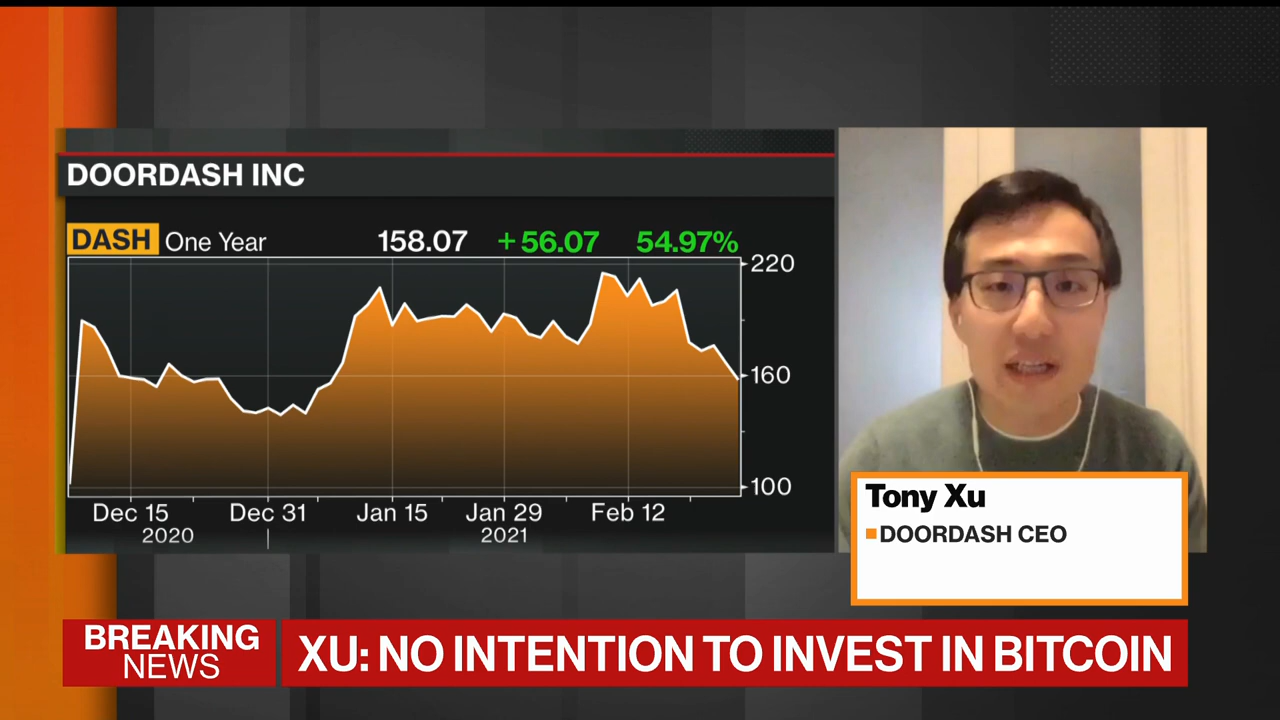 DOORDASH INC
DASH One Year 158.07 +56.07 54.97%
220
160
100
Dec 15 Dec 31 Jan 15 Jan 29 Feb 12
2020 2021
Tony Xu
DOORDASH CEO
BREAKING
NEWS
XU: NO INTENTION TO INVEST IN BITCOIN